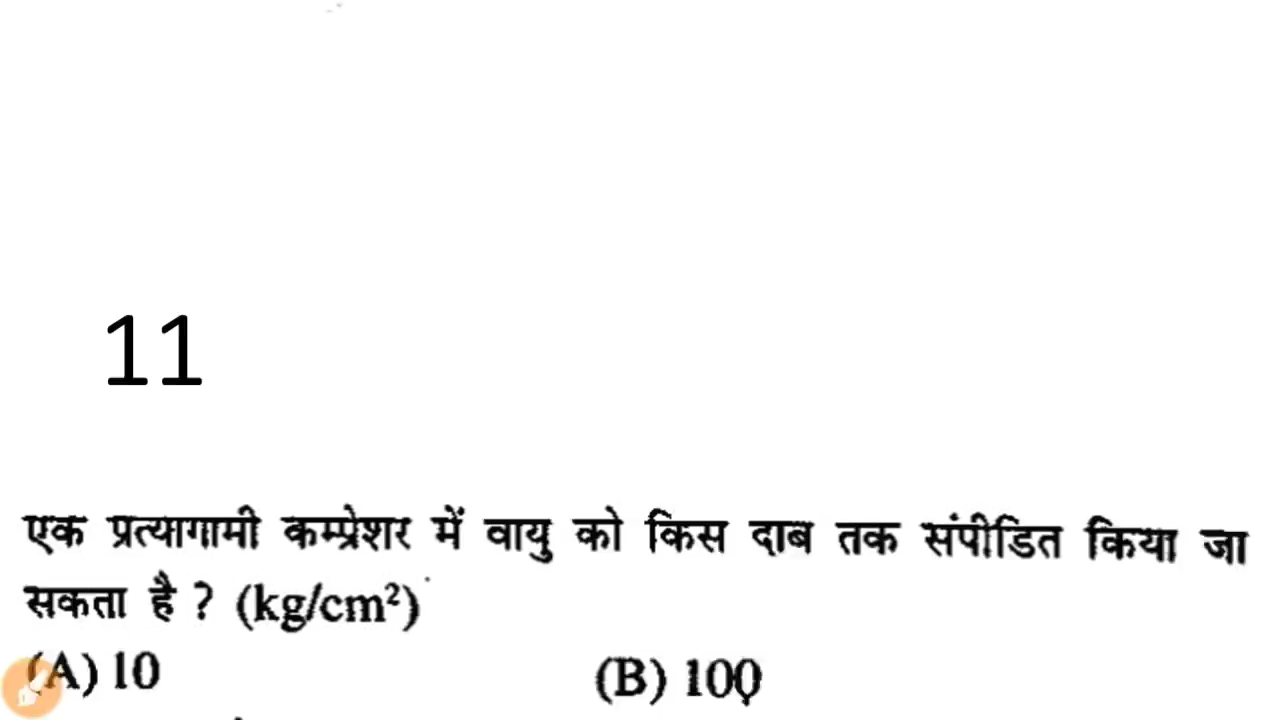 11
एक प्रत्यागामी कम्प्रेशर में वायु को किस दाब तक संपीडित किया जा
सकता है ? (kg/cm²)
(A) 10 (B) 100